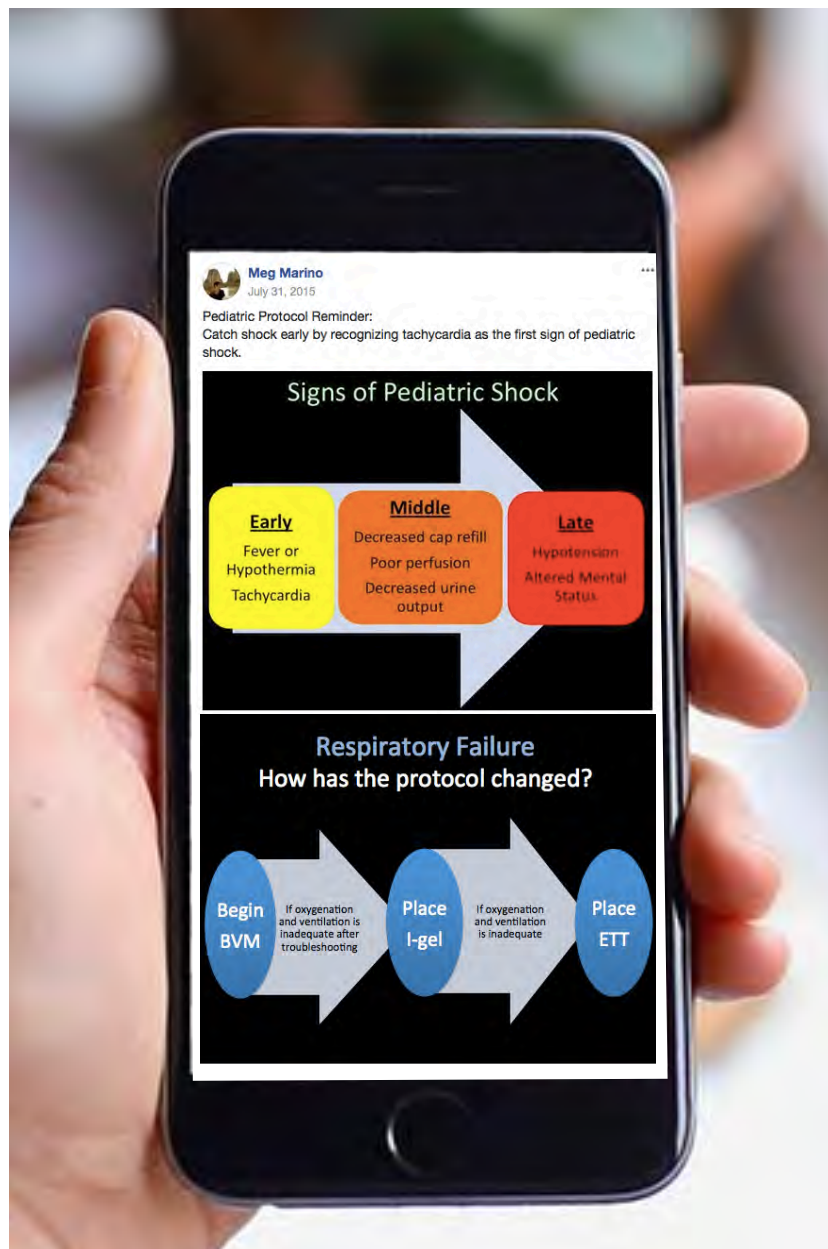 Meg Marino
July 31, 2015
Pediatric Protocol Reminder:
Catch shock early by recognizing tachycardia as the first sign of pediatric
shock.
Signs of Pediatric Shock
Early
Fever or
Hypothermia
Tachycardia
Middle
Decreased cap refill
Poor perfusion
Decreased urine
output
Late
Hypotension
Altered Mental
Status
Respiratory Failure
How has the protocol changed?
Begin
BVM
If oxygenation
and ventilation is
inadequate after
troubleshooting
Place
I-gel
If oxygenation
and ventilation
is inadequate
Place
ETT